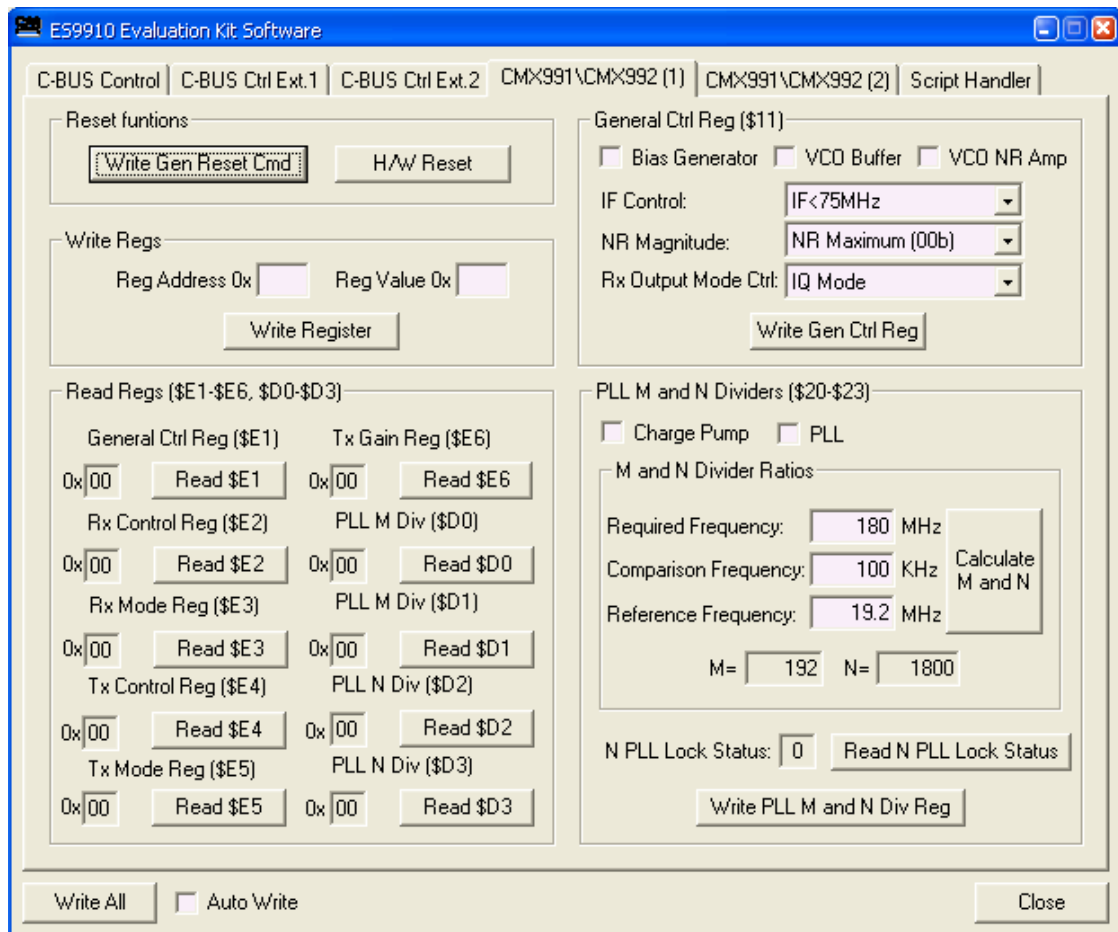 ES9910 Evaluation Kit Software
C-BUS Control C-BUS Ctrl Ext.1 C-BUS Ctrl Ext.2 CMX991\CMX992 (1) CMX991\CMX992 (2) Script Handler
Reset funtions
Write Gen Reset Cmd H/W Reset
Write Regs
Reg Address 0x Reg Value 0x
Write Register
Read Regs ($E1-$E6, $D0-$D3)
General Ctrl Reg ($E1) Tx Gain Reg ($E6)
0x 00 Read $E1 0x 00 Read $E6
Rx Control Reg ($E2) PLL M Div ($D0)
0x 00 Read $E2 0x 00 Read $D0
Rx Mode Reg ($E3) PLL M Div ($D1)
0x 00 Read $E3 0x 00 Read $D1
Tx Control Reg ($E4) PLL N Div ($D2)
0x 00 Read $E4 0x 00 Read $D2
Tx Mode Reg ($E5) PLL N Div ($D3)
0x 00 Read $E5 0x 00 Read $D3
General Ctrl Reg ($11)
Bias Generator VCO Buffer VCO NR Amp
IF Control: IF<75MHz
NR Magnitude: NR Maximum (00b)
Rx Output Mode Ctrl: IQ Mode
Write Gen Ctrl Reg
PLL M and N Dividers ($20-$23)
Charge Pump PLL
M and N Divider Ratios
Required Frequency: 180 MHz
Comparison Frequency: 100 KHz
Reference Frequency: 19.2 MHz
Calculate
M and N
M= 192 N= 1800
N PLL Lock Status: 0 Read N PLL Lock Status
Write PLL M and N Div Reg
Write All Auto Write Close